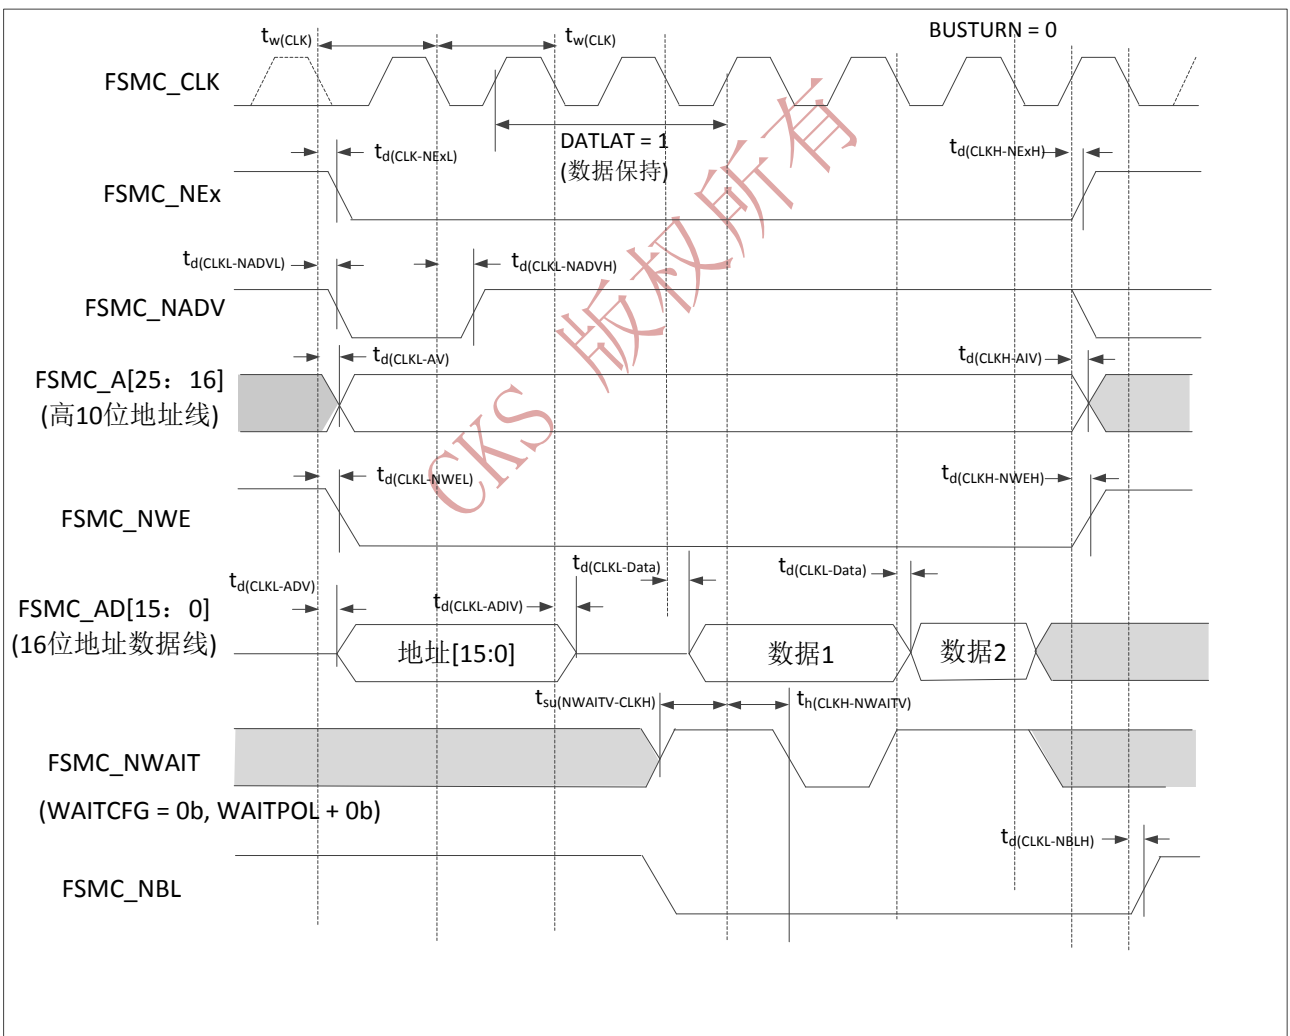 BUSTURN = 0
tw(CLK)
tw(CLK)
FSMC_CLK
DATLAT = 1
(数据保持)
td(CLK-NExL)
td(CLKH-NExH)
FSMC_NEx
td(CLKL-NADVL)
td(CLKL-NADVH)
FSMC_NADV
td(CLKL-AV)
td(CLKH-AIV)
FSMC_A[25：16]
(高10位地址线)
td(CLKL-NWEL)
td(CLKH-NWEH)
FSMC_NWE
td(CLKL-ADV)
td(CLKL-ADIV)
td(CLKL-Data)
td(CLKL-Data)
FSMC_AD[15：0]
(16位地址数据线)
地址[15:0]
数据1
数据2
tsu(NWAITV-CLKH)
th(CLKH-NWAITV)
FSMC_NWAIT
(WAITCFG = 0b, WAITPOL + 0b)
td(CLKL-NBLH)
FSMC_NBL
CKS 版权所有